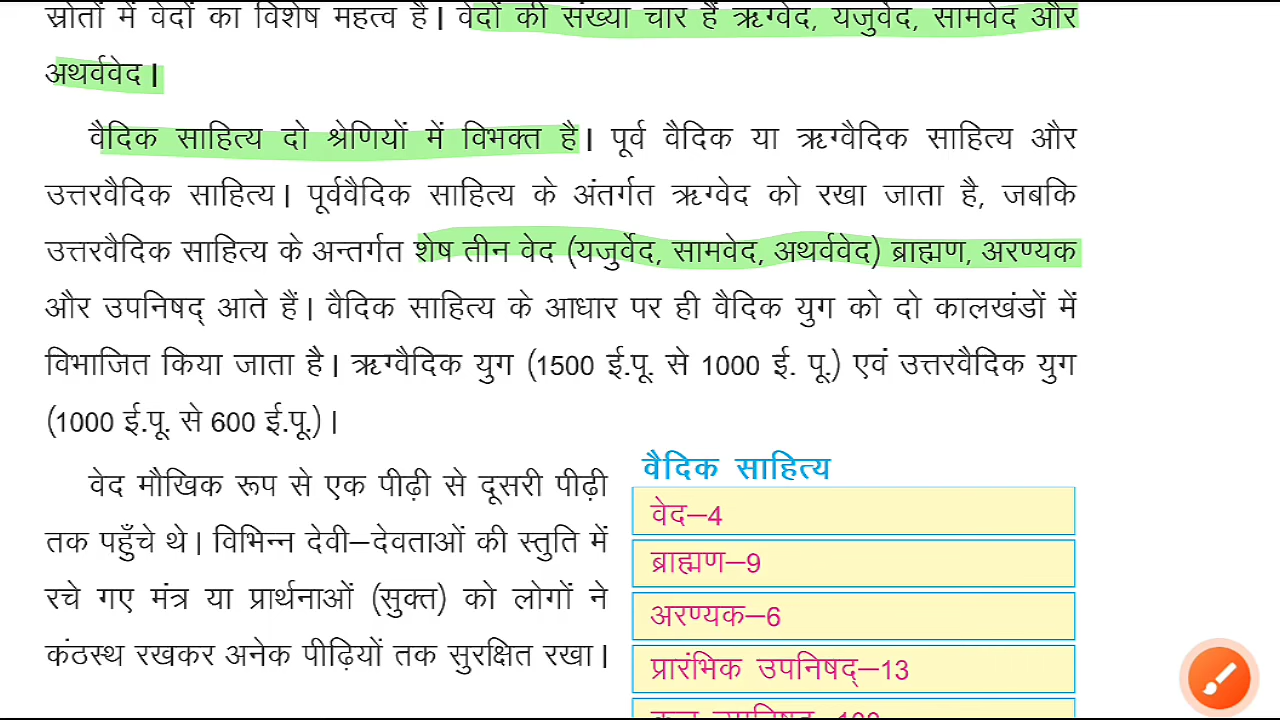 स्रोतों में वेदों का विशेष महत्व है। वेदों की संख्या चार हैं ऋग्वेद, यजुर्वेद, सामवेद और
अथर्ववेद।
वैदिक साहित्य दो श्रेणियों में विभक्त है। पूर्व वैदिक या ऋग्वैदिक साहित्य और
उत्तरवैदिक साहित्य। पूर्ववैदिक साहित्य के अंतर्गत ऋग्वेद को रखा जाता है, जबकि
उत्तरवैदिक साहित्य के अन्तर्गत शेष तीन वेद (यजुर्वेद, सामवेद, अथर्ववेद) ब्राह्मण, अरण्यक
और उपनिषद् आते हैं। वैदिक साहित्य के आधार पर ही वैदिक युग को दो कालखंडों में
विभाजित किया जाता है। ऋग्वैदिक युग (1500 ई.पू. से 1000 ई. पू.) एवं उत्तरवैदिक युग
(1000 ई.पू. से 600 ई.पू.)।
वेद मौखिक रूप से एक पीढ़ी से दूसरी पीढ़ी
तक पहुँचे थे। विभिन्न देवी–देवताओं की स्तुति में
रचे गए मंत्र या प्रार्थनाओं (सुक्त) को लोगों ने
कंठस्थ रखकर अनेक पीढ़ियों तक सुरक्षित रखा।
वैदिक साहित्य
वेद–4
ब्राह्मण–9
अरण्यक–6
प्रारंभिक उपनिषद्–13